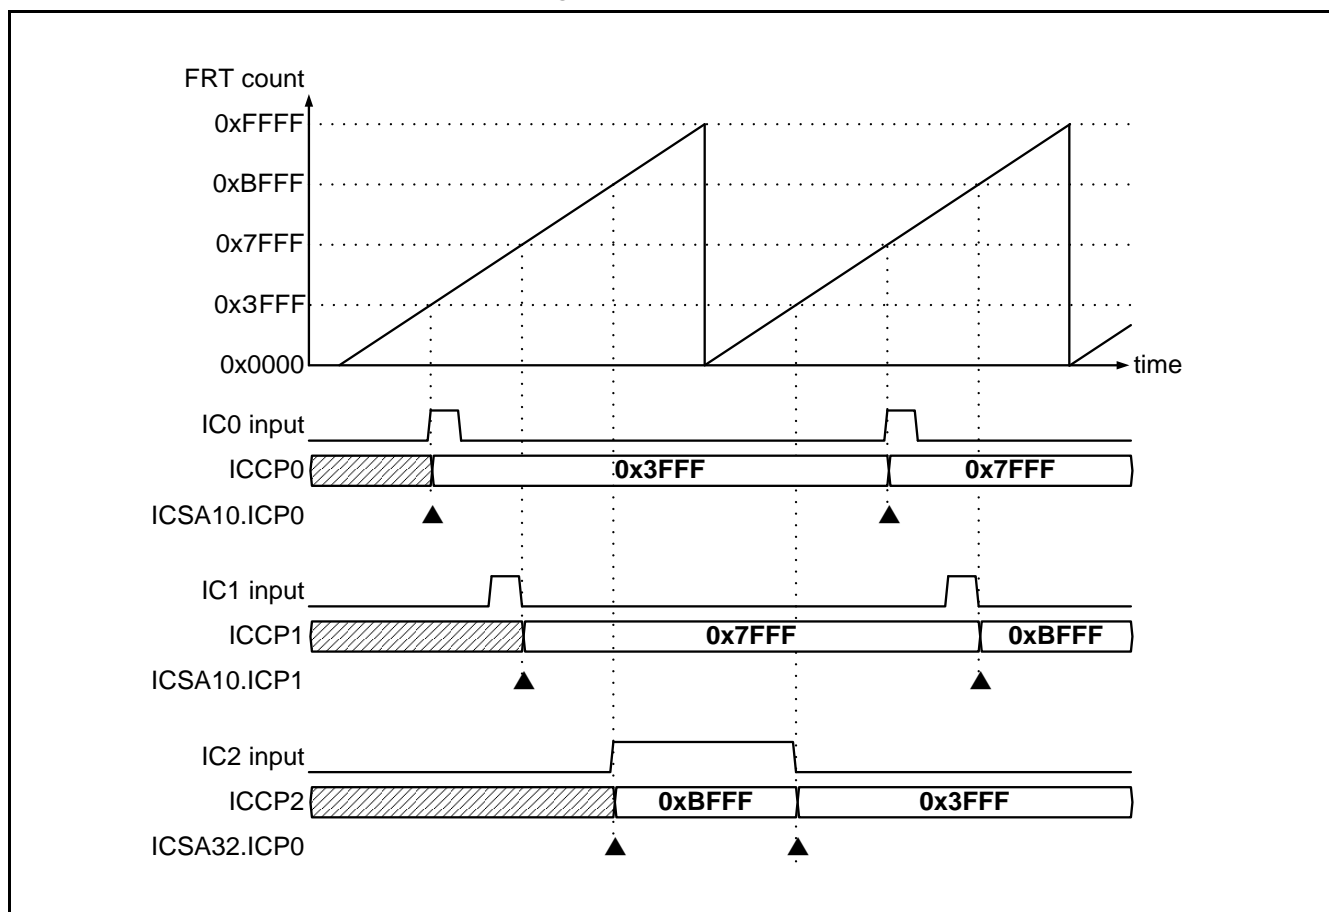 FRT count
0xFFFF
0xBFFF
0x7FFF
0x3FFF
0x0000
time
IC0 input
ICCP0 0x3FFF 0x7FFF
ICSA10.ICP0
IC1 input
ICCP1 0x7FFF 0xBFFF
ICSA10.ICP1
IC2 input
ICCP2 0xBFFF 0x3FFF
ICSA32.ICP0